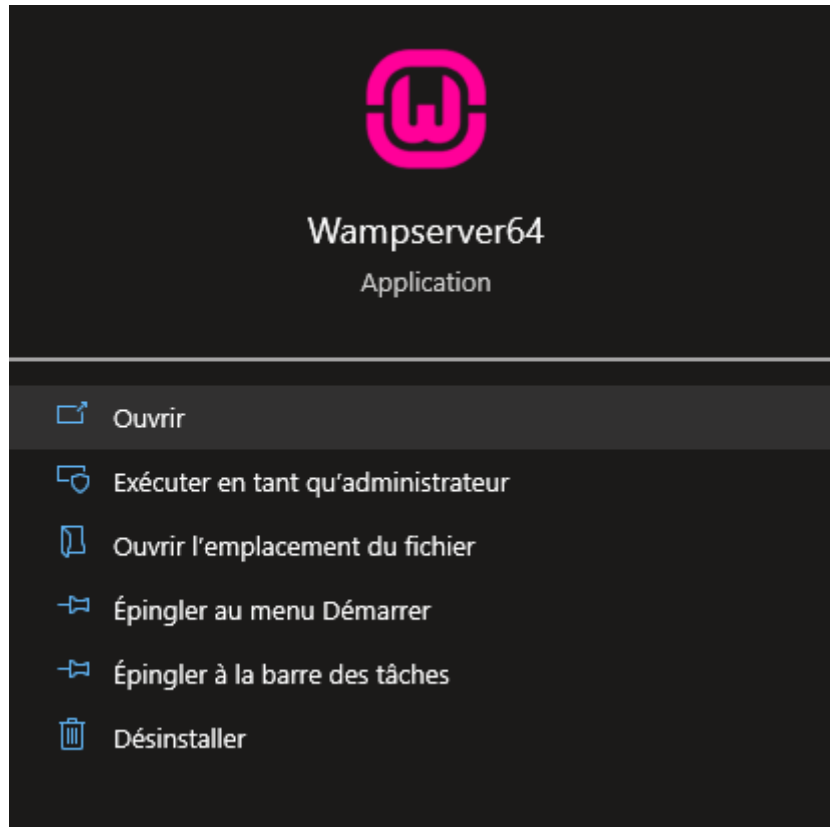 Wampserver64
Application
Ouvrir
Exécuter en tant qu'administrateur
Ouvrir l'emplacement du fichier
Épingler au menu Démarrer
Épingler à la barre des tâches
Désinstaller